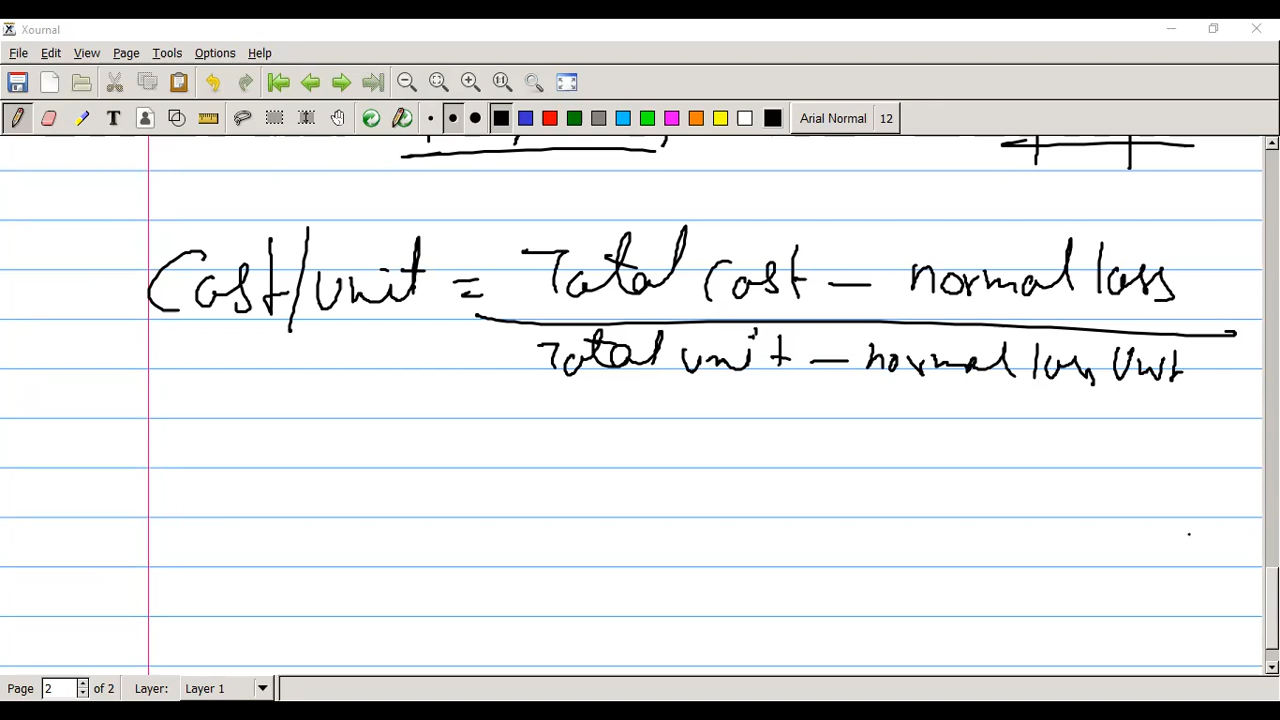 Xournal
File Edit View Page Tools Options Help
Arial Normal 12
Cost/unit = Total cost – normal loss
Total unit – normal loss Unit
Page 2 of 2 Layer: Layer 1